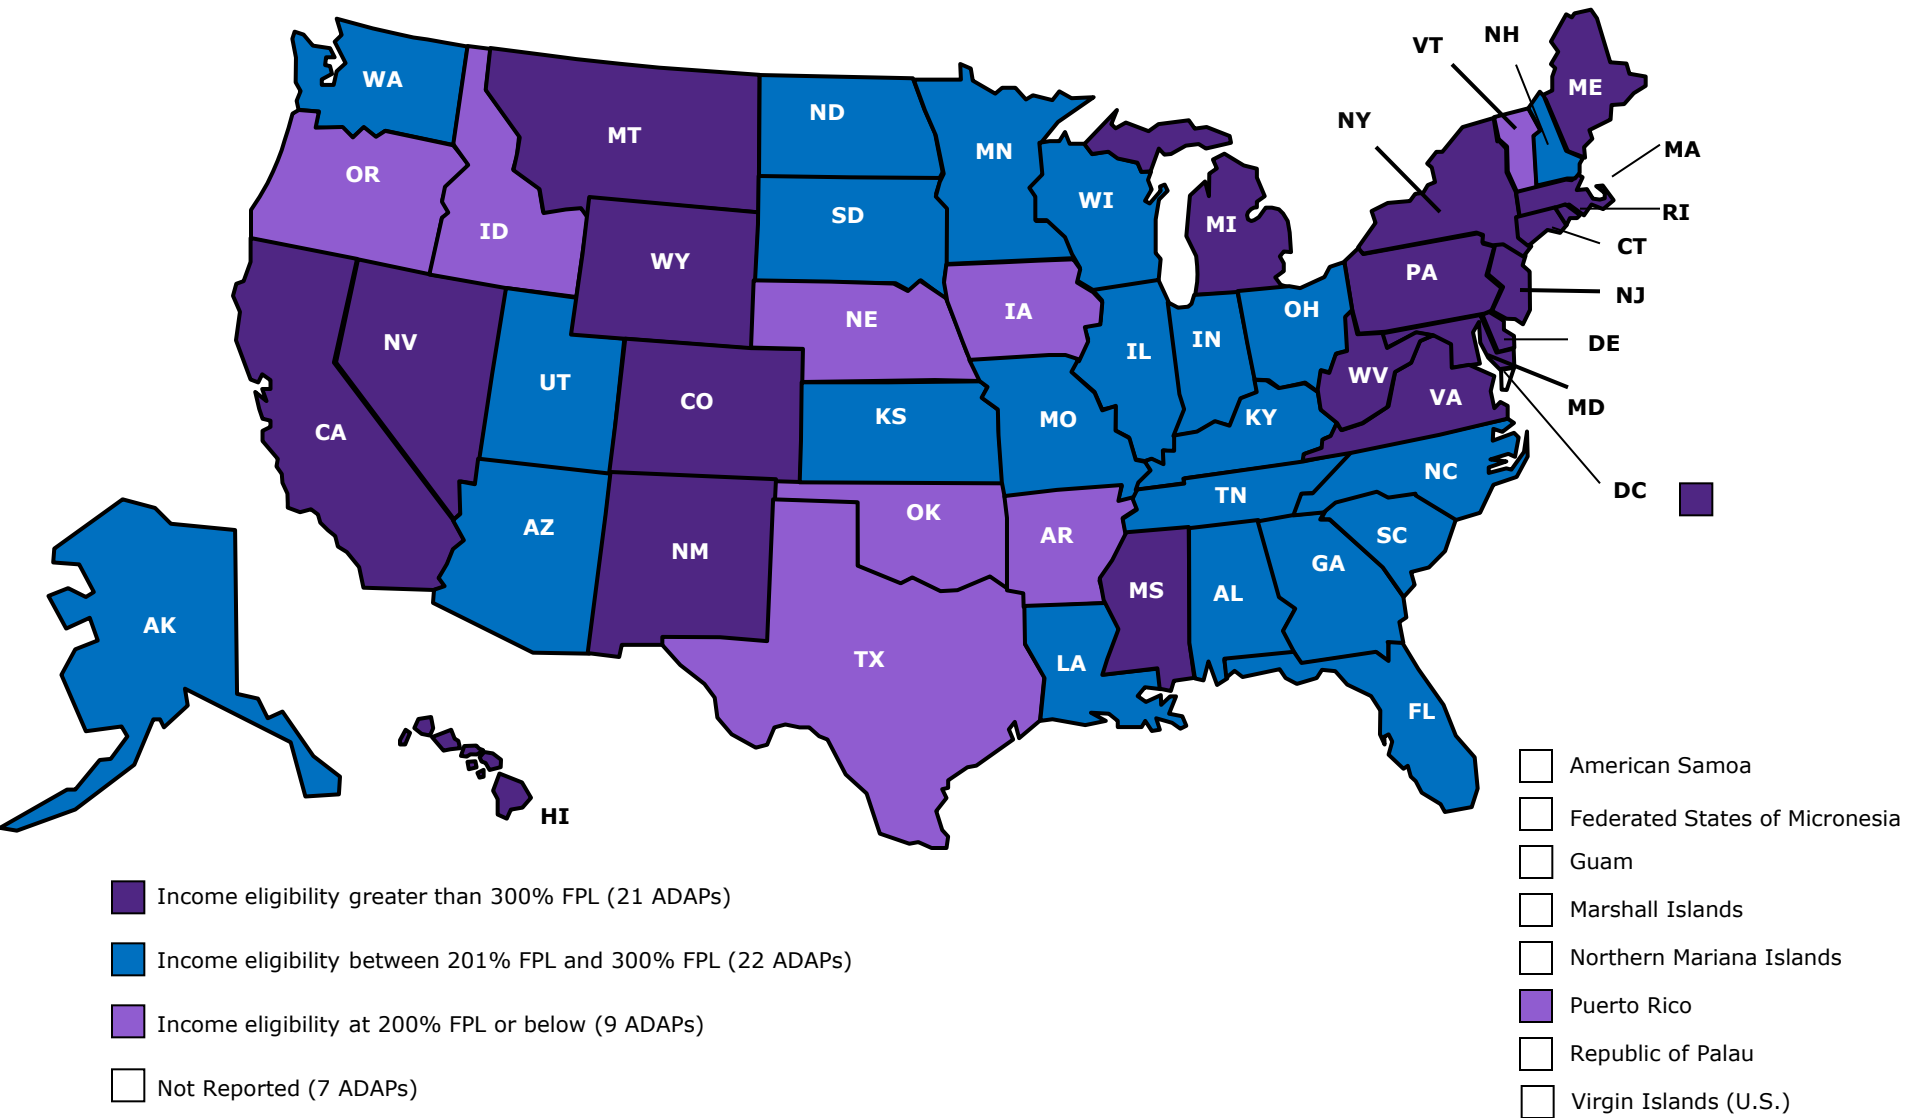 NH
VT
WA
ME
ND
NY
MT
MN
MA
OR
WI
RI
SD
MI
ID
CT
WY
PA
NJ
IA
OH
NE
IN
NV
DE
IL
WV
UT
VA
CO
MD
KS
KY
MO
CA
NC
DC
TN
OK
AZ
AR
SC
NM
GA
MS
AL
AK
TX
LA
FL
HI
American Samoa
Federated States of Micronesia
Guam
Marshall Islands
Northern Mariana Islands
Puerto Rico
Republic of Palau
Virgin Islands (U.S.)
Income eligibility greater than 300% FPL (21 ADAPs)
Income eligibility between 201% FPL and 300% FPL (22 ADAPs)
Income eligibility at 200% FPL or below (9 ADAPs)
Not Reported (7 ADAPs)